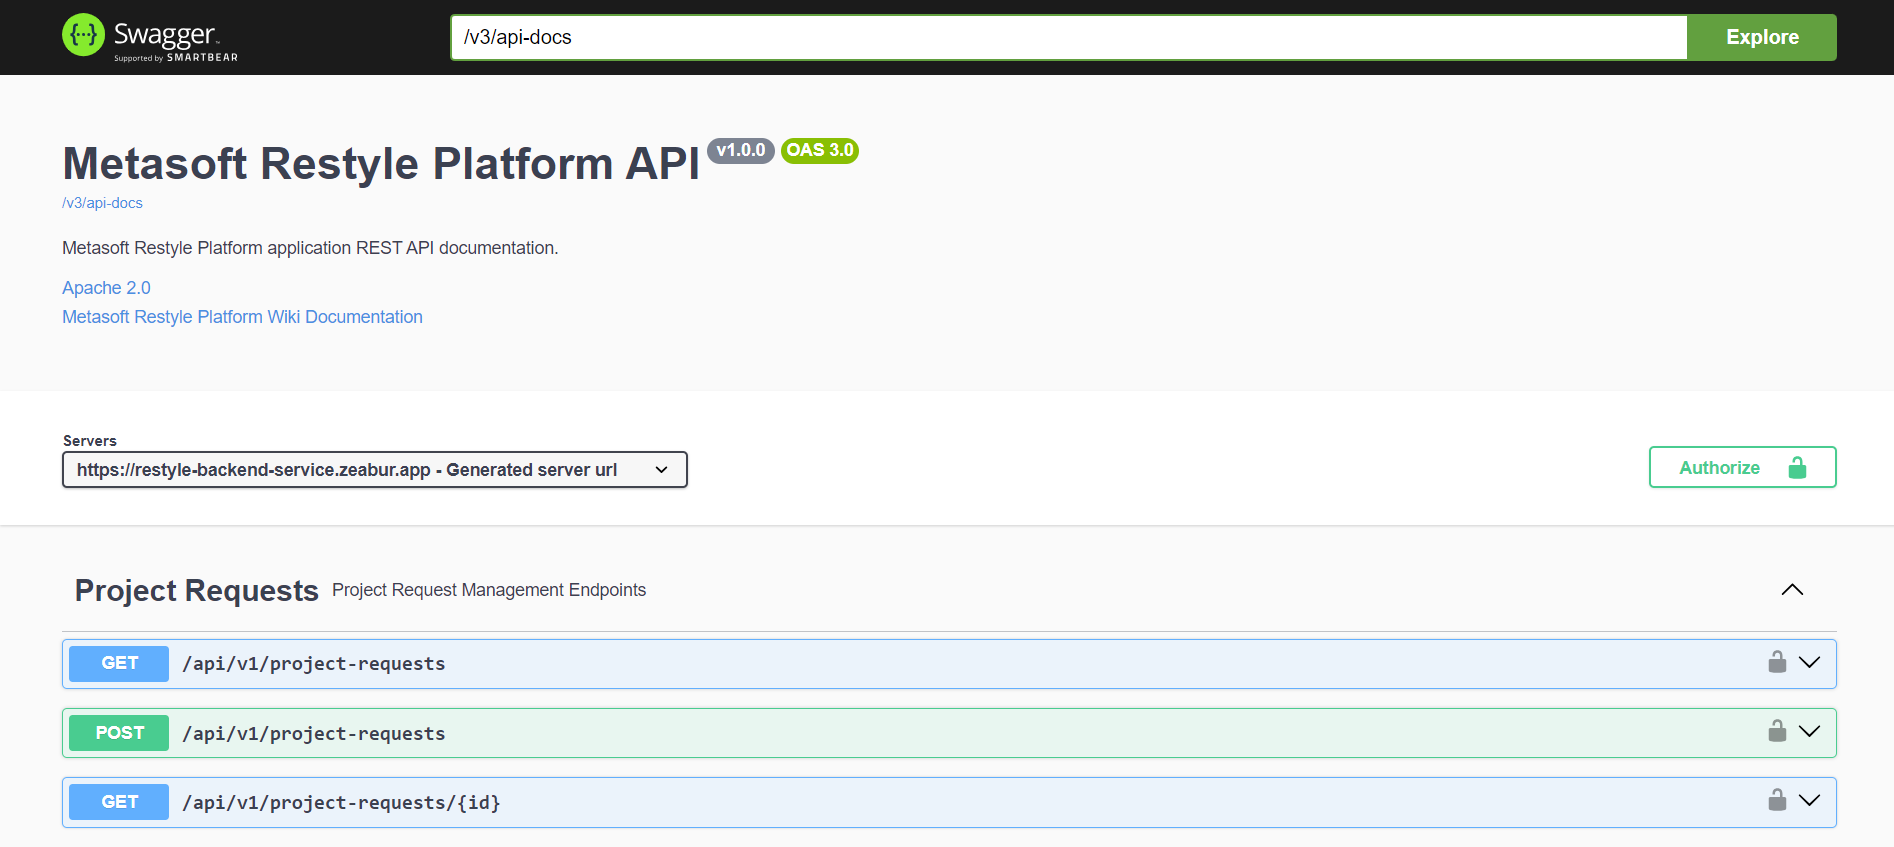 Swagger
Supported by SMARTBEAR
/v3/api-docs
Explore
Metasoft Restyle Platform API v1.0.0 OAS 3.0
/v3/api-docs
Metasoft Restyle Platform application REST API documentation.
Apache 2.0
Metasoft Restyle Platform Wiki Documentation
Servers
https://restyle-backend-service.zeabur.app - Generated server url
Authorize
Project Requests Project Request Management Endpoints
GET /api/v1/project-requests
POST /api/v1/project-requests
GET /api/v1/project-requests/{id}